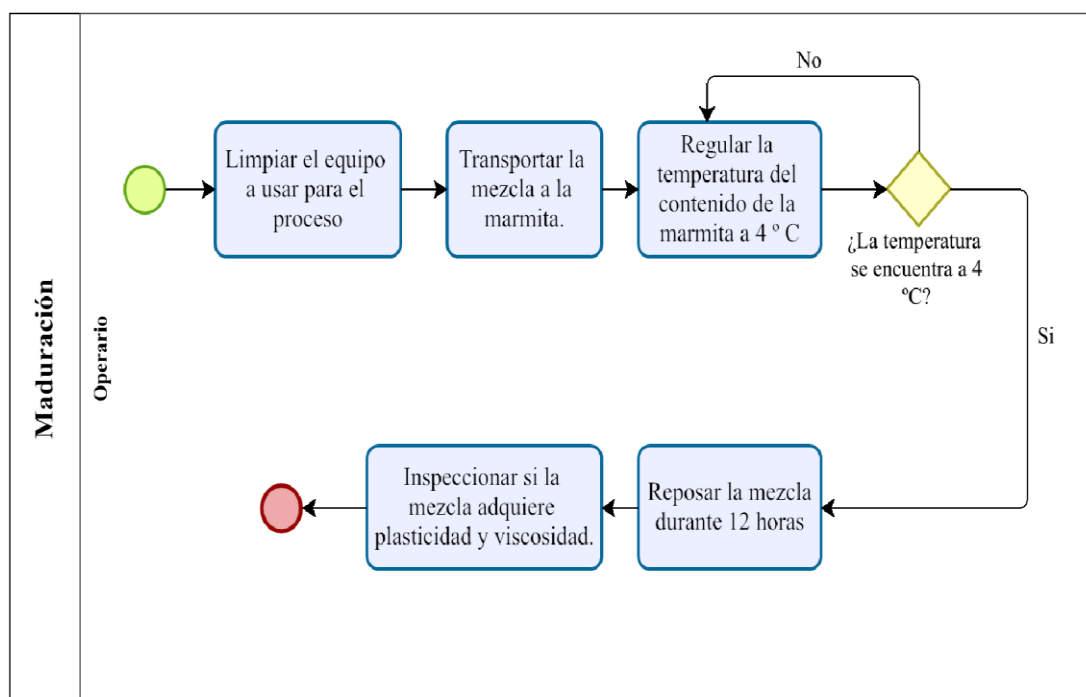 Maduración
Operario
Limpiar el equipo
a usar para el
proceso
Transportar la
mezcla a la
marmita.
Regular la
temperatura del
contenido de la
marmita a 4 º C
No
¿La temperatura
se encuentra a 4
ºC?
Si
Reposar la mezcla
durante 12 horas
Inspeccionar si la
mezcla adquiere
plasticidad y viscosidad.